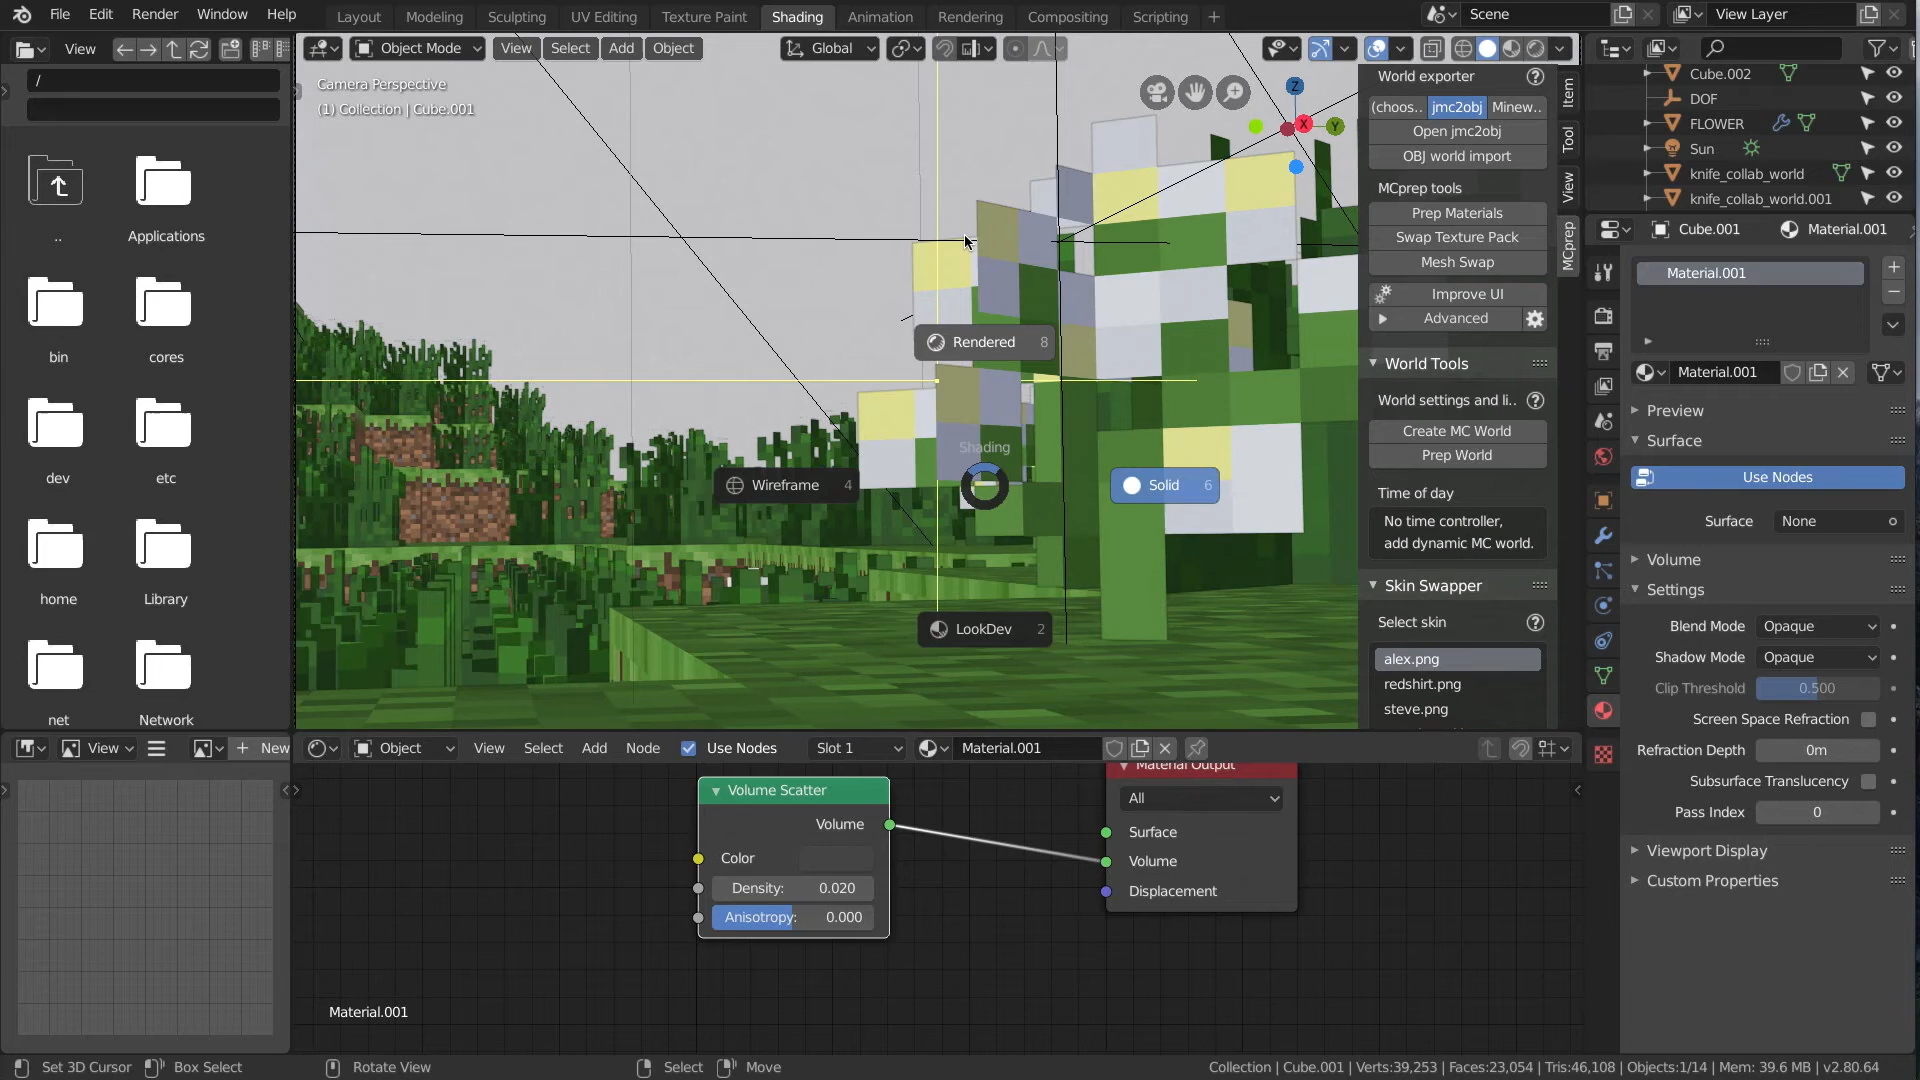 File Edit Render Window Help
Layout Modeling Sculpting UV Editing Texture Paint Shading Animation Rendering Compositing Scripting
Scene
View Layer
View
/
..
Applications
bin
cores
dev
etc
home
Library
net
Network
Object Mode View Select Add Object Global
Camera Perspective
(1) Collection | Cube.001
Z
X
Y
Rendered 8
Shading
Wireframe 4
Solid 6
LookDev 2
World exporter
(choos.. jmc2obj Minew..
Open jmc2obj
OBJ world import
MCprep tools
Prep Materials
Swap Texture Pack
Mesh Swap
Improve UI
Advanced
World Tools
World settings and li..
Create MC World
Prep World
Time of day
No time controller,
add dynamic MC world.
Skin Swapper
Select skin
alex.png
redshirt.png
steve.png
Item
Tool
View
MCprep
Cube.002
DOF
FLOWER
Sun
knife_collab_world
knife_collab_world.001
Cube.001 Material.001
Material.001
Material.001
Preview
Surface
Use Nodes
Surface None
Volume
Settings
Blend Mode Opaque
Shadow Mode Opaque
Clip Threshold 0.500
Screen Space Refraction
Refraction Depth 0m
Subsurface Translucency
Pass Index 0
Viewport Display
Custom Properties
View New
Object View Select Add Node Use Nodes Slot 1 Material.001
Volume Scatter
Volume
Color
Density: 0.020
Anisotropy: 0.000
Material Output
All
Surface
Volume
Displacement
Material.001
Set 3D Cursor Box Select Rotate View Select Move
Collection | Cube.001 | Verts:39,253 | Faces:23,054 | Tris:46,108 | Objects:1/14 | Mem: 39.6 MB | v2.80.64